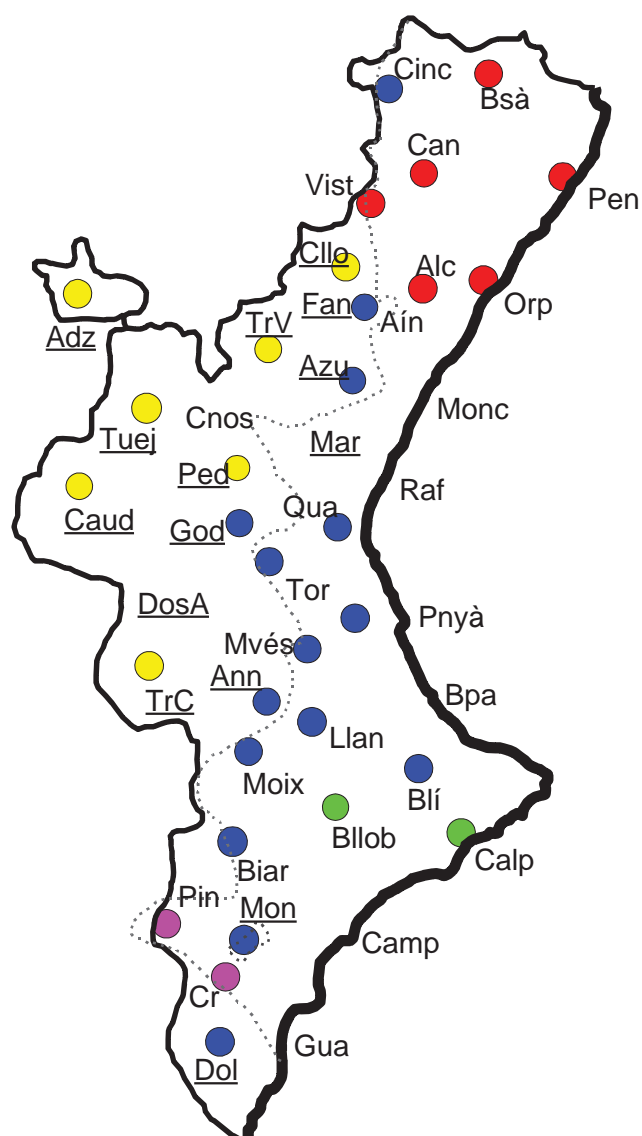 Cinc
Bsà
Can
Vist
Pen
Cllo
Alc
Fan
Aín
Orp
Adz
TrV
Azu
Monc
Cnos
Tuej
Mar
Ped
Caud
Qua
Raf
God
Tor
DosA
Pnyà
Mvés
Ann
TrC
Bpa
Llan
Moix
Blí
Bllob
Calp
Biar
Pin
Mon
Camp
Cr
Gua
Dol